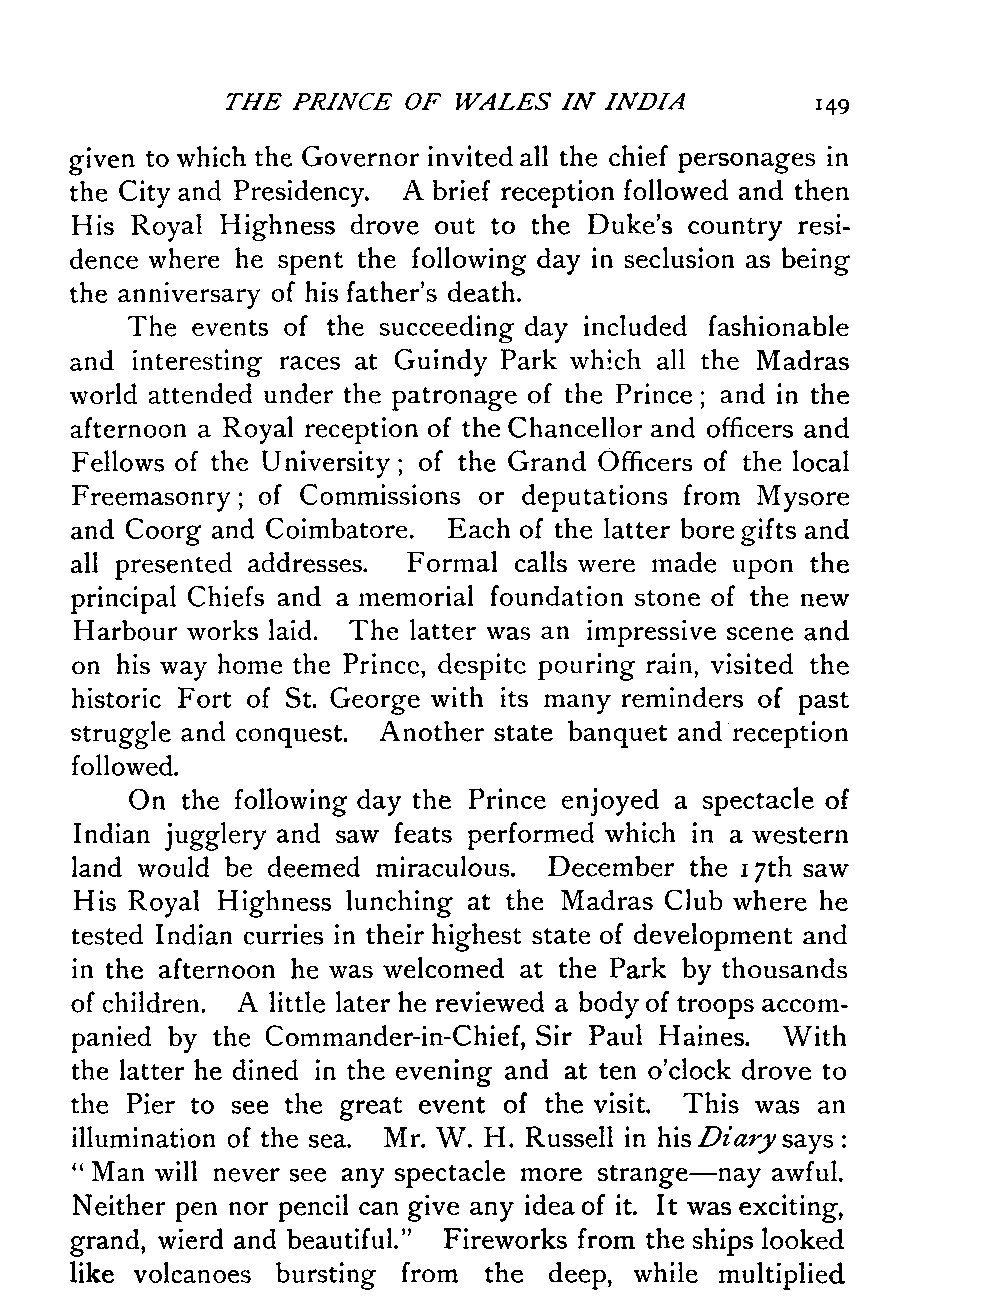 THE PRINCE OF WALES IN INDIA 149
given to which the Governor invited all the chief personages in
the City and Presidency. A brief reception followed and then
His Royal Highness drove out to the Duke's country resi-
dence where he spent the following day in seclusion as being
the anniversary of his father's death.
The events of the succeeding day included fashionable
and interesting races at Guindy Park which all the Madras
world attended under the patronage of the Prince; and in the
afternoon a Royal reception of the Chancellor and officers and
Fellows of the University; of the Grand Officers of the local
Freemasonry; of Commissions or deputations from Mysore
and Coorg and Coimbatore. Each of the latter bore gifts and
all presented addresses. Formal calls were made upon the
principal Chiefs and a memorial foundation stone of the new
Harbour works laid. The latter was an impressive scene and
on his way home the Prince, despite pouring rain, visited the
historic Fort of St. George with its many reminders of past
struggle and conquest. Another state banquet and reception
followed.
On the following day the Prince enjoyed a spectacle of
Indian jugglery and saw feats performed which in a western
land would be deemed miraculous. December the 17th saw
His Royal Highness lunching at the Madras Club where he
tested Indian curries in their highest state of development and
in the afternoon he was welcomed at the Park by thousands
of children. A little later he reviewed a body of troops accom-
panied by the Commander-in-Chief, Sir Paul Haines. With
the latter he dined in the evening and at ten o'clock drove to
the Pier to see the great event of the visit. This was an
illumination of the sea. Mr. W. H. Russell in his Diary says:
"Man will never see any spectacle more strange—nay awful.
Neither pen nor pencil can give any idea of it. It was exciting,
grand, wierd and beautiful." Fireworks from the ships looked
like volcanoes bursting from the deep, while multiplied